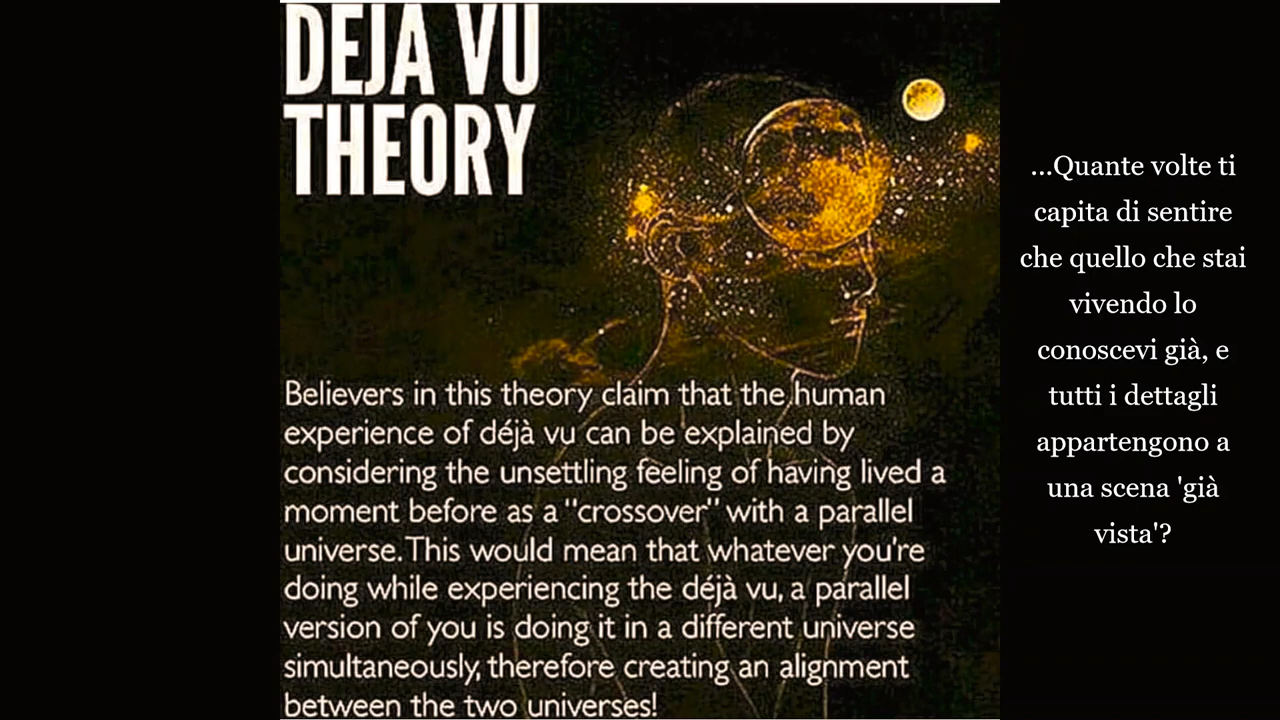 DEJA VU
THEORY
Believers in this theory claim that the human
experience of déjà vu can be explained by
considering the unsettling feeling of having lived a
moment before as a "crossover" with a parallel
universe. This would mean that whatever you're
doing while experiencing the déjà vu, a parallel
version of you is doing it in a different universe
simultaneously, therefore creating an alignment
between the two universes!
...Quante volte ti
capita di sentire
che quello che stai
vivendo lo
conoscevi già, e
tutti i dettagli
appartengono a
una scena 'già
vista'?